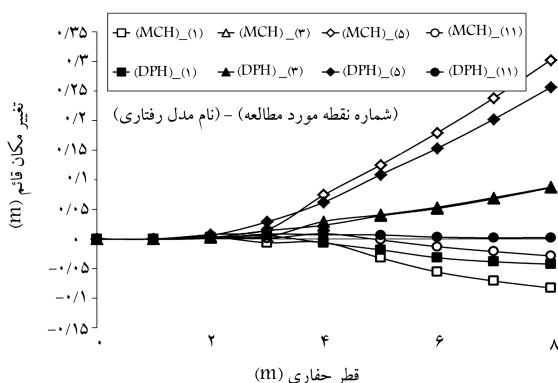 (MCH)_(۱) (MCH)_(۳) (MCH)_(۵) (MCH)_(۱۱)
(DPH)_(۱) (DPH)_(۳) (DPH)_(۵) (DPH)_(۱۱)
(شماره نقطه مورد مطالعه) – (نام مدل رفتاری)
تغییر مکان قائم (m)
۰/۳۵
۰/۳
۰/۲۵
۰/۲
۰/۱۵
۰/۱
۰/۰۵
۰
-۰/۰۵
-۰/۱
-۰/۱۵
۰ ۲ ۴ ۶ ۸
قطر حفاری (m)